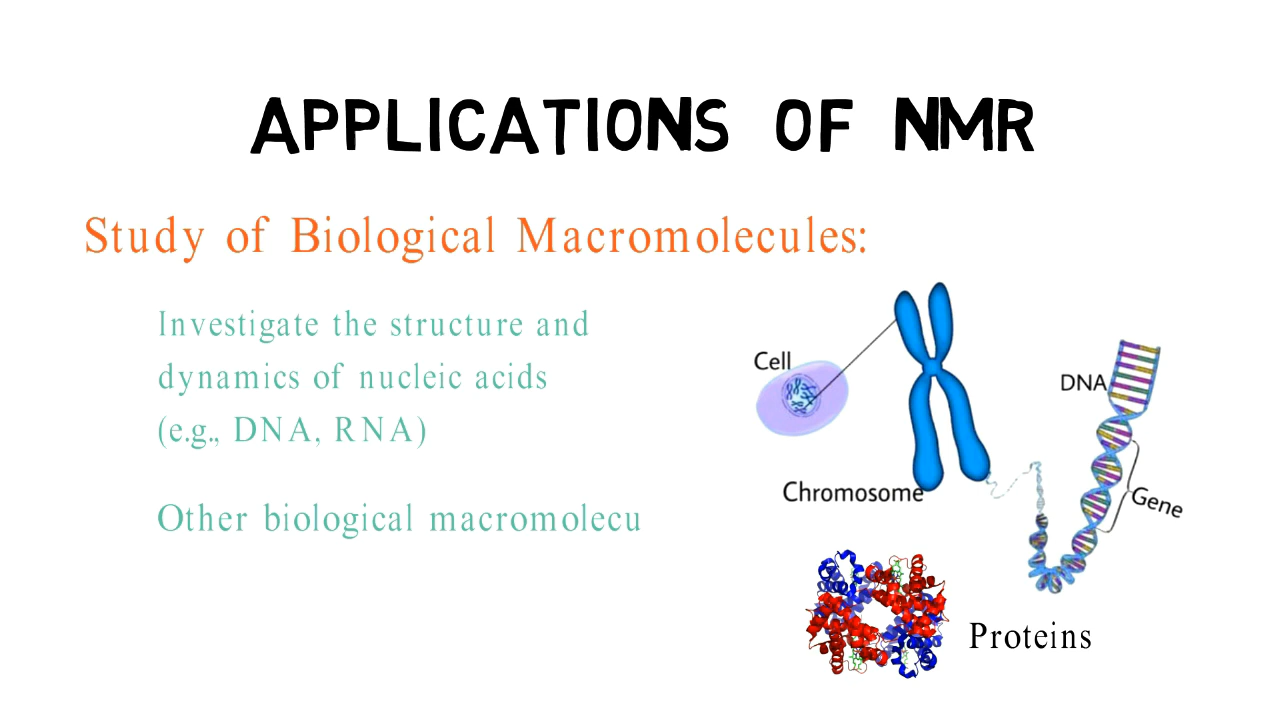 APPLICATIONS OF NMR
Study of Biological Macromolecules:
Investigate the structure and
dynamics of nucleic acids
(e.g., DNA, RNA)
Other biological macromolecu
Cell
Chromosome
DNA
Gene
Proteins